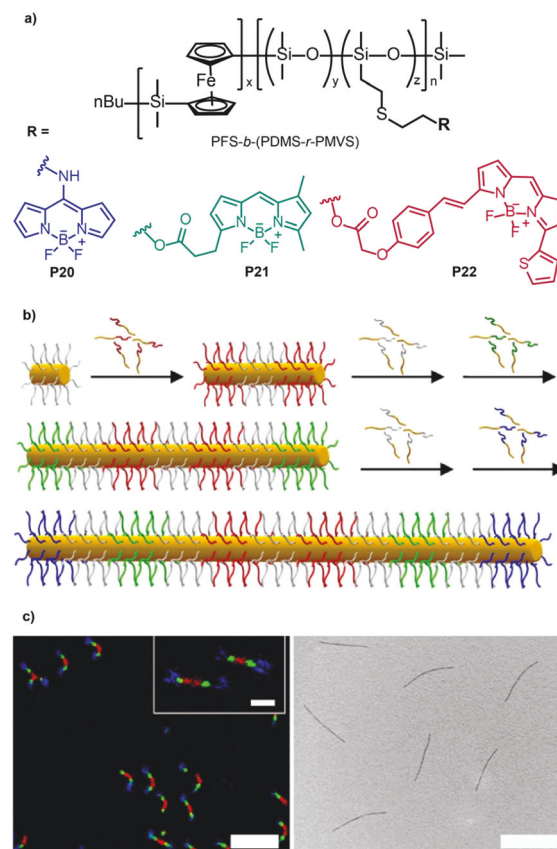 a)
Si O Si O Si
Fe
x
y
z
n
nBu Si
S
R
R =
PFS-b-(PDMS-r-PMVS)
NH
N N
B
F F
P20
O
O
N N
B
F F
P21
O
O
O
N N
B
F F
S
P22
b)
c)